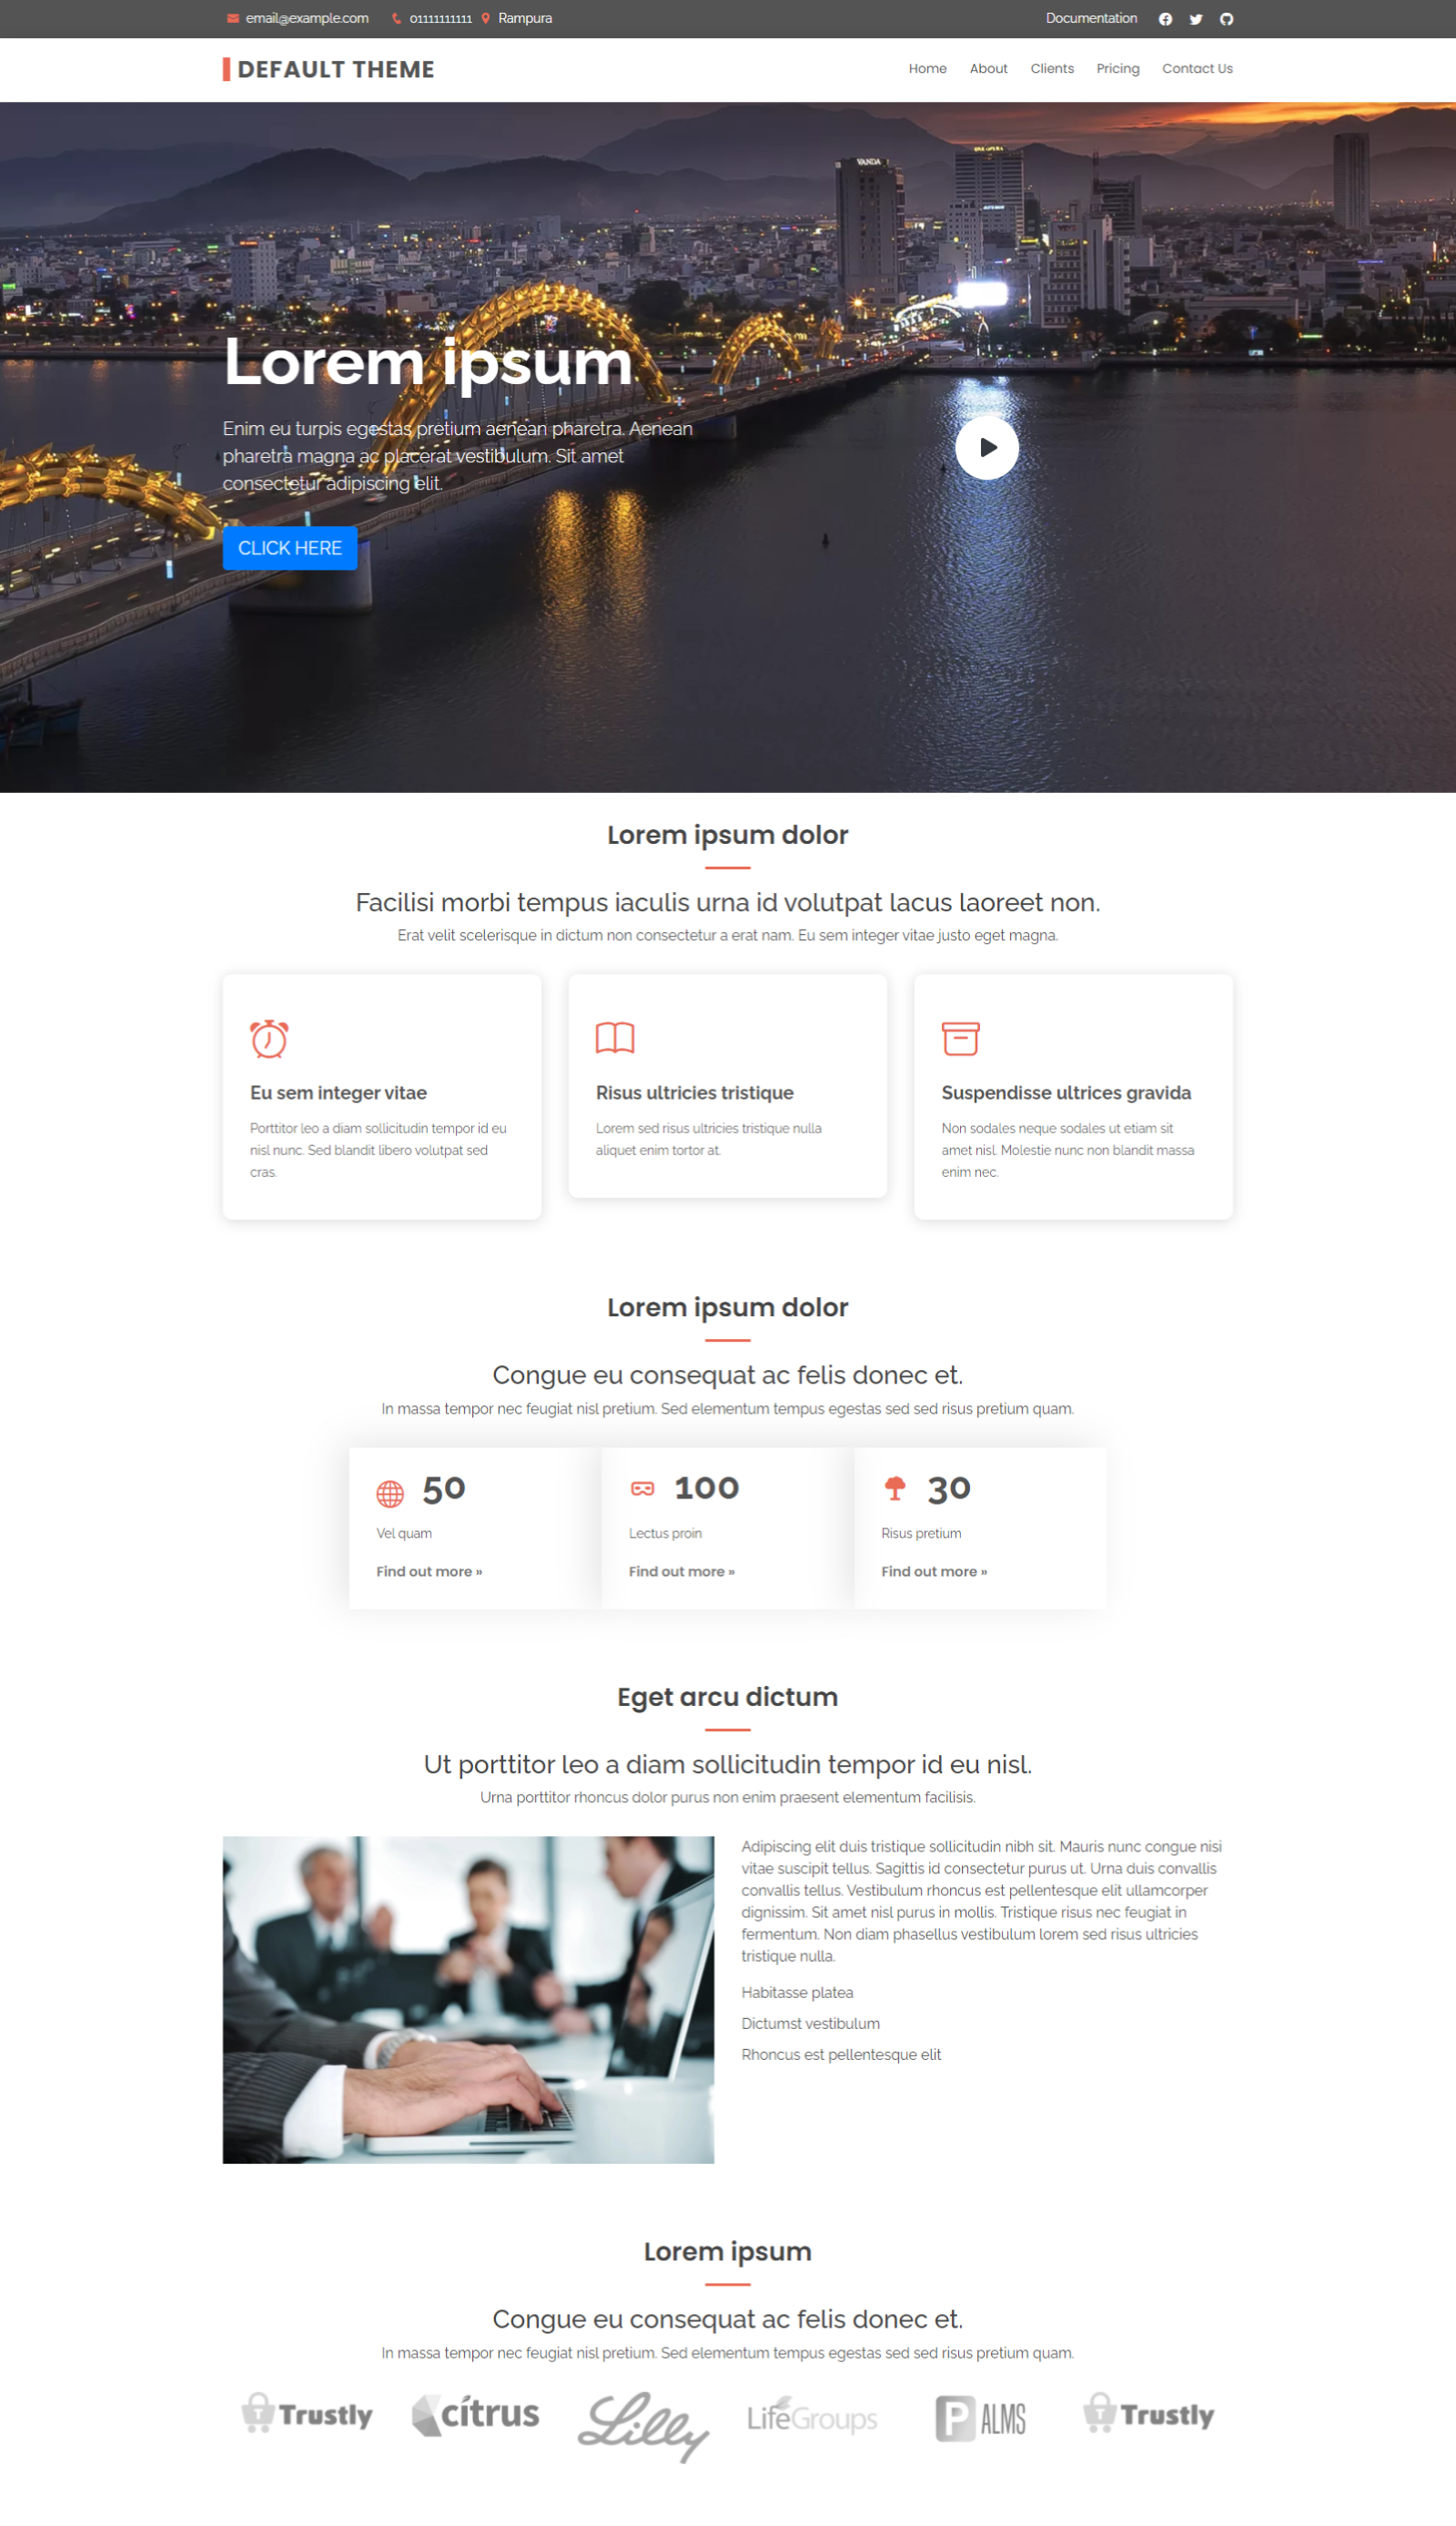 email@example.com 01111111111 Rampura Documentation
DEFAULT THEME
Home About Clients Pricing Contact Us
VANDA
Lorem ipsum
Enim eu turpis egestas pretium aenean pharetra. Aenean
pharetra magna ac placerat vestibulum. Sit amet
consectetur adipiscing elit.
CLICK HERE
Lorem ipsum dolor
Facilisi morbi tempus iaculis urna id volutpat lacus laoreet non.
Erat velit scelerisque in dictum non consectetur a erat nam. Eu sem integer vitae justo eget magna.
Eu sem integer vitae
Porttitor leo a diam sollicitudin tempor id eu
nisl nunc. Sed blandit libero volutpat sed
cras.
Risus ultricies tristique
Lorem sed risus ultricies tristique nulla
aliquet enim tortor at.
Suspendisse ultrices gravida
Non sodales neque sodales ut etiam sit
amet nisl. Molestie nunc non blandit massa
enim nec.
Lorem ipsum dolor
Congue eu consequat ac felis donec et.
In massa tempor nec feugiat nisl pretium. Sed elementum tempus egestas sed sed risus pretium quam.
50
Vel quam
Find out more »
100
Lectus proin
Find out more »
30
Risus pretium
Find out more »
Eget arcu dictum
Ut porttitor leo a diam sollicitudin tempor id eu nisl.
Urna porttitor rhoncus dolor purus non enim praesent elementum facilisis.
Adipiscing elit duis tristique sollicitudin nibh sit. Mauris nunc congue nisi
vitae suscipit tellus. Sagittis id consectetur purus ut. Urna duis convallis
convallis tellus. Vestibulum rhoncus est pellentesque elit ullamcorper
dignissim. Sit amet nisl purus in mollis. Tristique risus nec feugiat in
fermentum. Non diam phasellus vestibulum lorem sed risus ultricies
tristique nulla.
Habitasse platea
Dictumst vestibulum
Rhoncus est pellentesque elit
Lorem ipsum
Congue eu consequat ac felis donec et.
In massa tempor nec feugiat nisl pretium. Sed elementum tempus egestas sed sed risus pretium quam.
T Trustly citrus Lilly LifeGroups P ALMS T Trustly